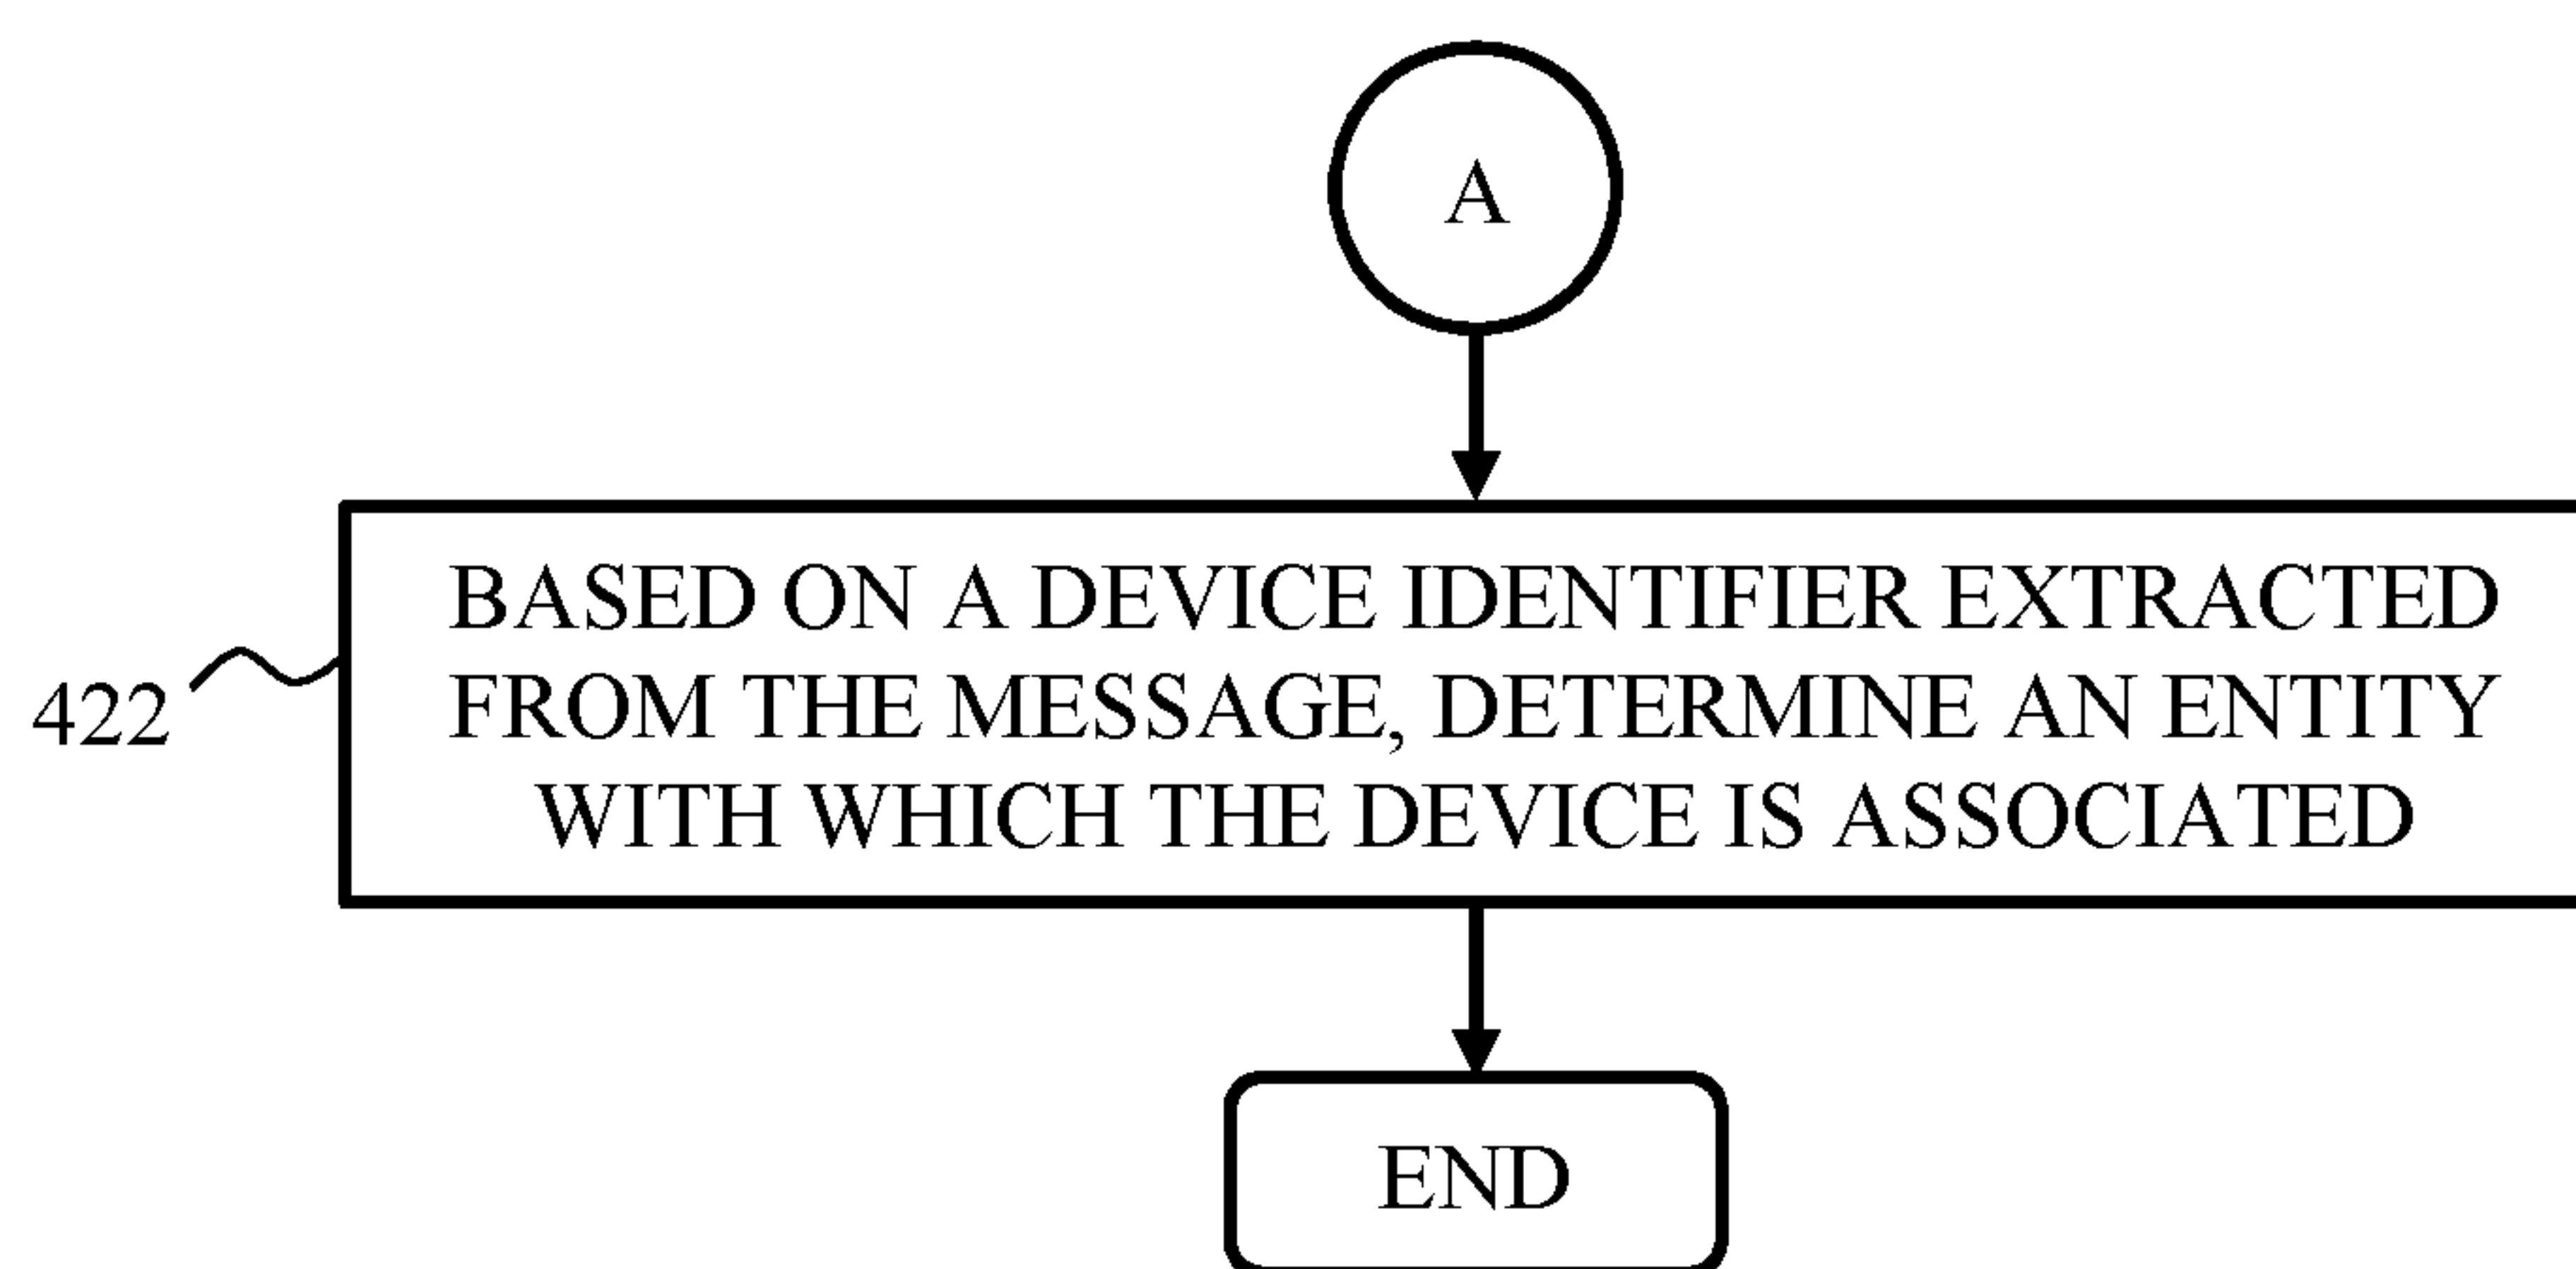 A
BASED ON A DEVICE IDENTIFIER EXTRACTED
FROM THE MESSAGE, DETERMINE AN ENTITY
WITH WHICH THE DEVICE IS ASSOCIATED
422
END